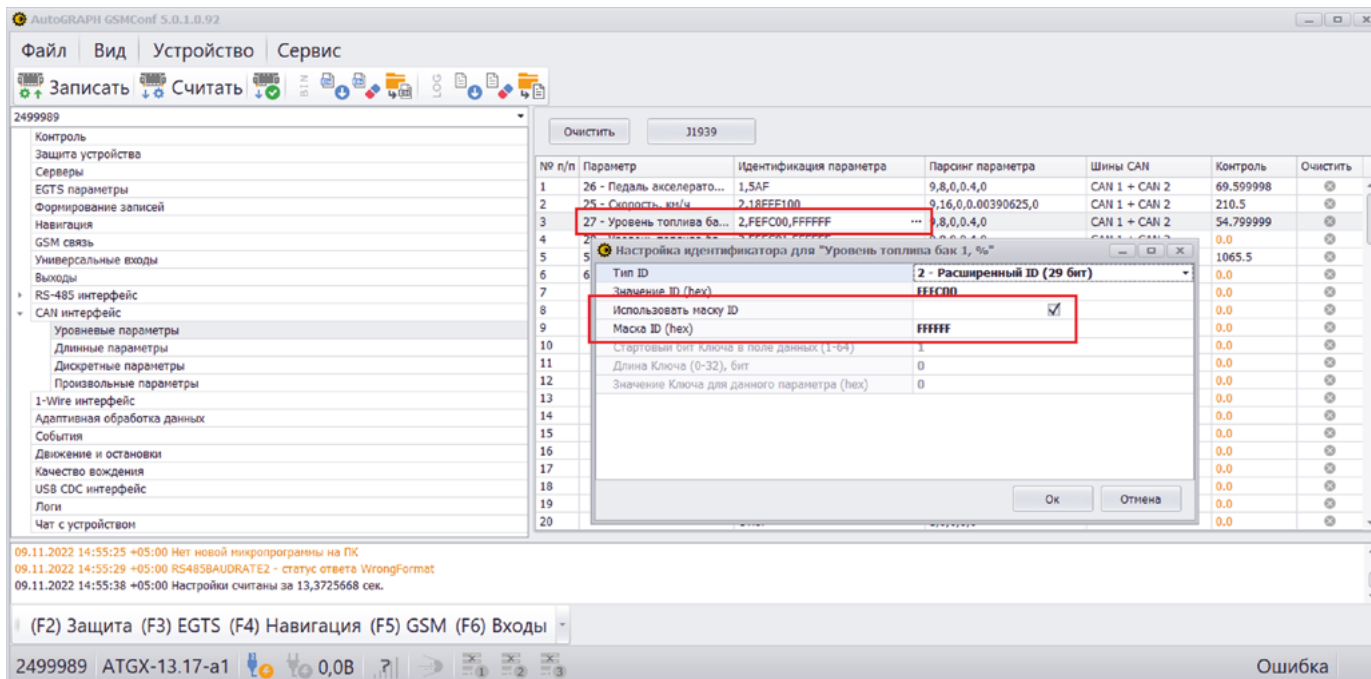 AutoGRAPH GSMConf 5.0.1.0.92
Файл Вид Устройство Сервис
Записать Считать BIN LOG
2499989
Контроль
Защита устройства
Серверы
EGTS параметры
Формирование записей
Навигация
GSM связь
Универсальные входы
Выходы
RS-485 интерфейс
CAN интерфейс
Уровневые параметры
Длинные параметры
Дискретные параметры
Произвольные параметры
1-Wire интерфейс
Адаптивная обработка данных
События
Движение и остановки
Качество вождения
USB CDC интерфейс
Логи
Чат с устройством
Очистить J1939
№ п/п Параметр Идентификация параметра Парсинг параметра Шины CAN Контроль Очистить
1 26 - Педаль акселерато... 1,5AF 9,8,0,0.4,0 CAN 1 + CAN 2 69.599998
2 25 - Скорость, км/ч 2,18FEF100 9,16,0,0.00390625,0 CAN 1 + CAN 2 210.5
3 27 - Уровень топлива ба... 2,FEFC00,FFFFFF ... 9,8,0,0.4,0 CAN 1 + CAN 2 54.799999
4 0.0
5 1065.5
6 0.0
7 0.0
8 0.0
9 0.0
10 0.0
11 0.0
12 0.0
13 0.0
14 0.0
15 0.0
16 0.0
17 0.0
18 0.0
19 0.0
20 0.0
Настройка идентификатора для "Уровень топлива бак 1, %"
Тип ID 2 - Расширенный ID (29 бит)
Значение ID (hex) FEFC00
Использовать маску ID
Маска ID (hex) FFFFFF
Стартовый бит Ключа в поле данных (1-64) 1
Длина Ключа (0-32), бит 0
Значение Ключа для данного параметра (hex) 0
Ок Отмена
09.11.2022 14:55:25 +05:00 Нет новой микропрограммы на ПК
09.11.2022 14:55:29 +05:00 RS485BAUDRATE2 - статус ответа WrongFormat
09.11.2022 14:55:38 +05:00 Настройки считаны за 13,3725668 сек.
(F2) Защита (F3) EGTS (F4) Навигация (F5) GSM (F6) Входы
2499989 ATGX-13.17-a1 0,0В ? 1 2 3 Ошибка